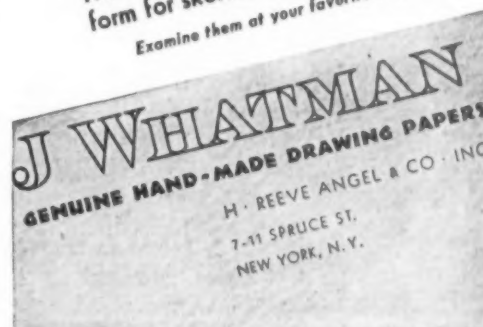 form for
Examine them at your
J WHATMAN
GENUINE HAND-MADE DRAWING PAPERS
H · REEVE ANGEL & CO · INC
7-11 SPRUCE ST.
NEW YORK, N.Y.